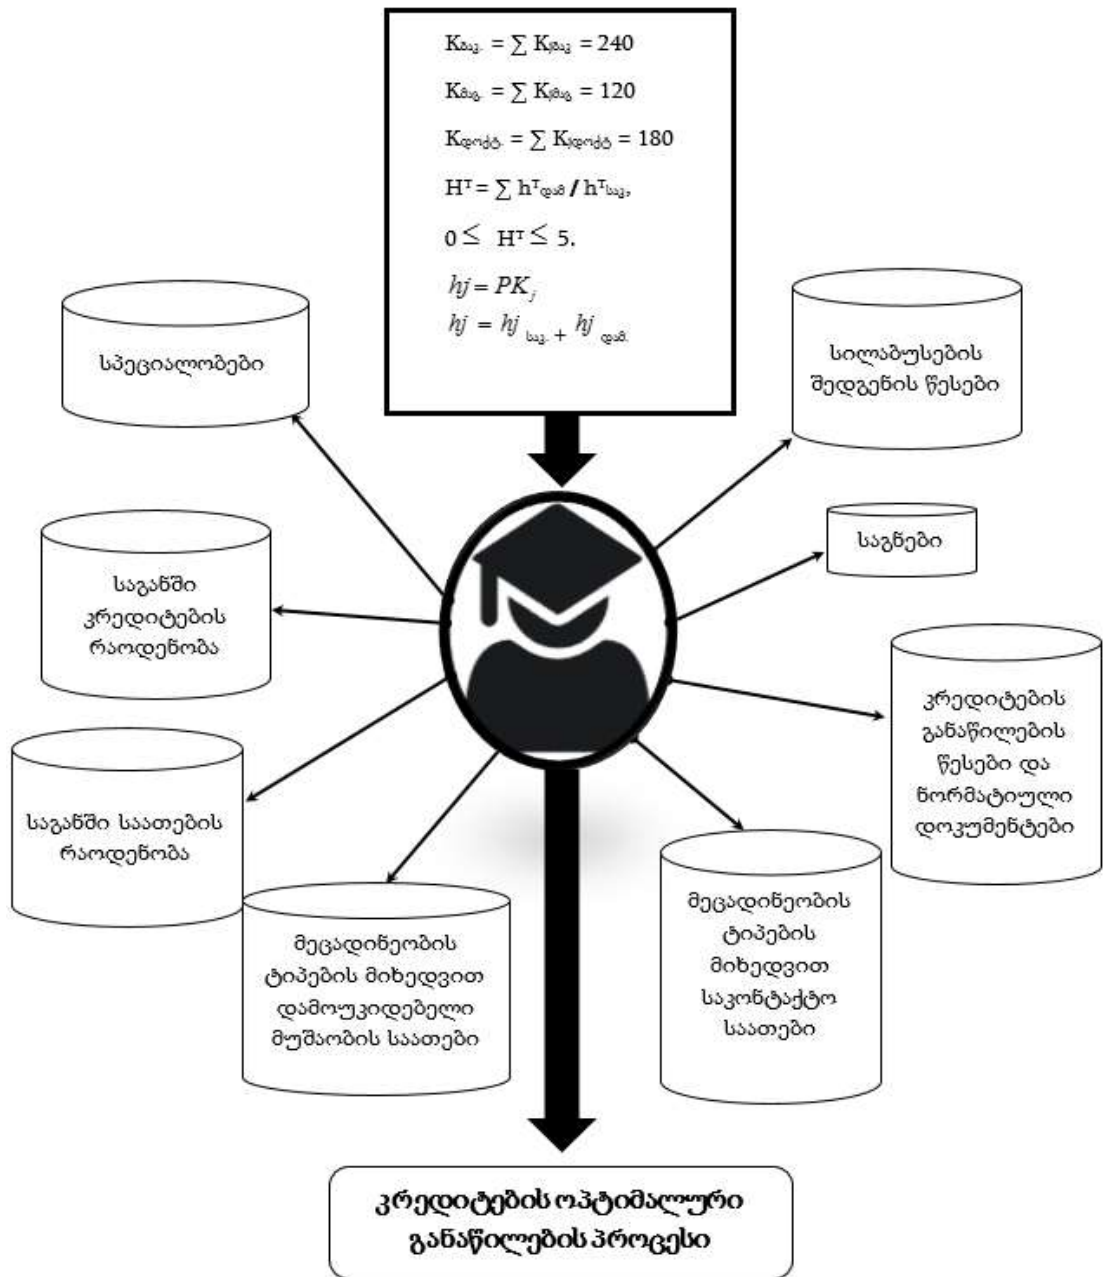 Kბაკ. = ∑ Kjბაკ = 240
Kმაგ. = ∑ Kjმაგ = 120
Kდოქტ. = ∑ Kjდოქტ = 180
Hᵀ = ∑ hᵀდამ / hᵀსაკ,
0 ≤ Hᵀ ≤ 5.
hj = PKj
hj = hj საკ. + hj დამ.
სპეციალობები
სილაბუსების
შედგენის წესები
საგნები
საგანში
კრედიტების
რაოდენობა
კრედიტების
განაწილების
წესები და
ნორმატიული
დოკუმენტები
საგანში საათების
რაოდენობა
მეცადინეობის
ტიპების მიხედვით
დამოუკიდებელი
მუშაობის საათები
მეცადინეობის
ტიპების
მიხედვით
საკონტაქტო
საათები
კრედიტების ოპტიმალური
განაწილების პროცესი